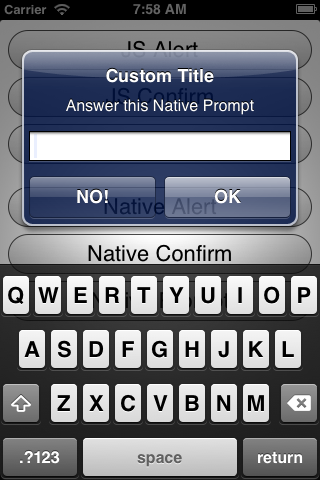 Carrier 7:58 AM
JS Alert
Custom Title
Answer this Native Prompt
JS Confirm
NO! OK
Native Alert
Native Confirm
Q W E R T Y U I O P
A S D F G H J K L
Z X C V B N M
.?123 space return